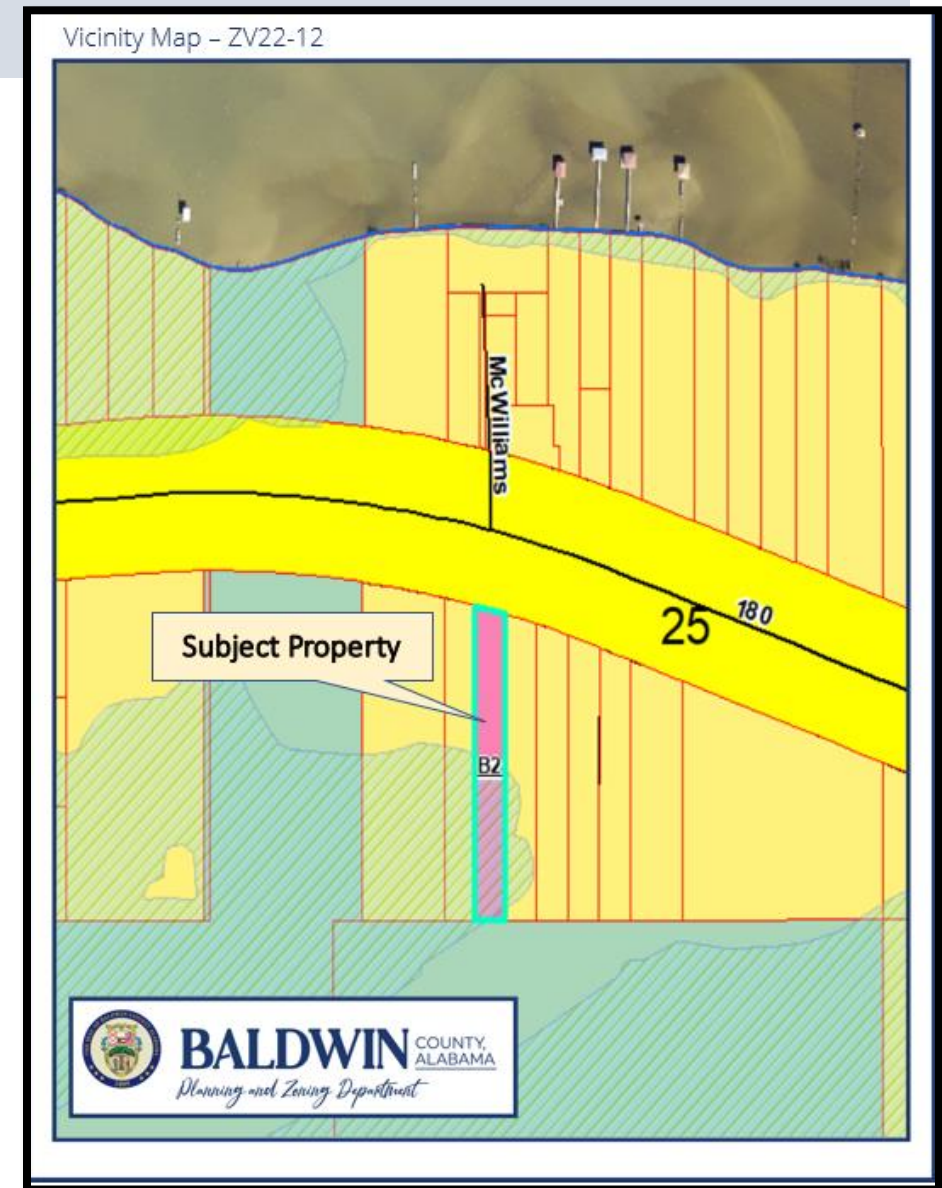 Vicinity Map – ZV22-12
McWilliams
180
25
Subject Property
B2
BALDWIN COUNTY, ALABAMA
Planning and Zoning Department